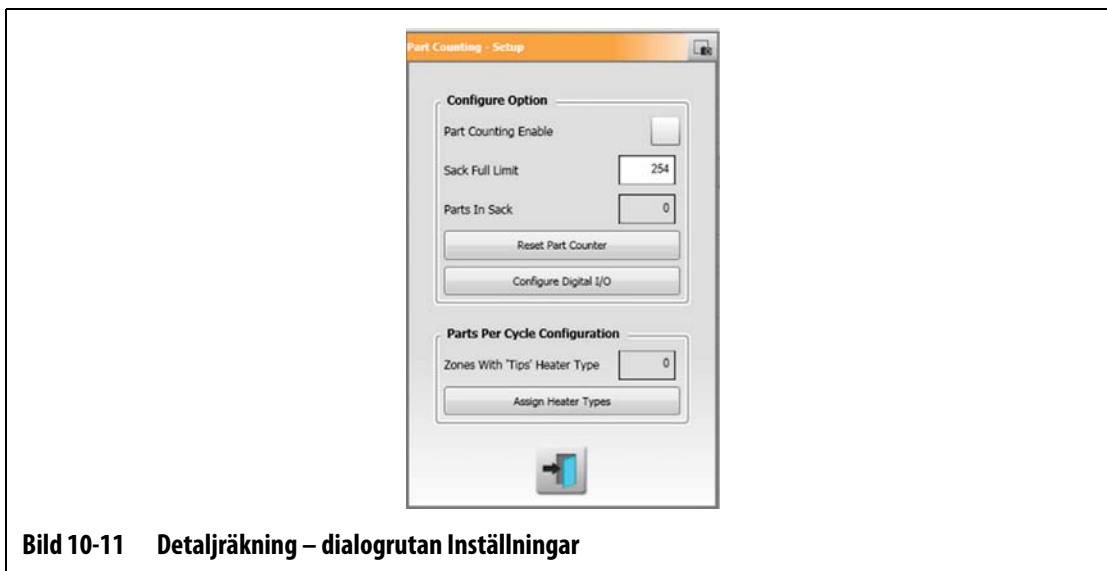 Part Counting - Setup
Configure Option
Part Counting Enable
Sack Full Limit 254
Parts In Sack 0
Reset Part Counter
Configure Digital I/O
Parts Per Cycle Configuration
Zones With 'Tips' Heater Type 0
Assign Heater Types
Bild 10-11 Detaljräkning – dialogrutan Inställningar